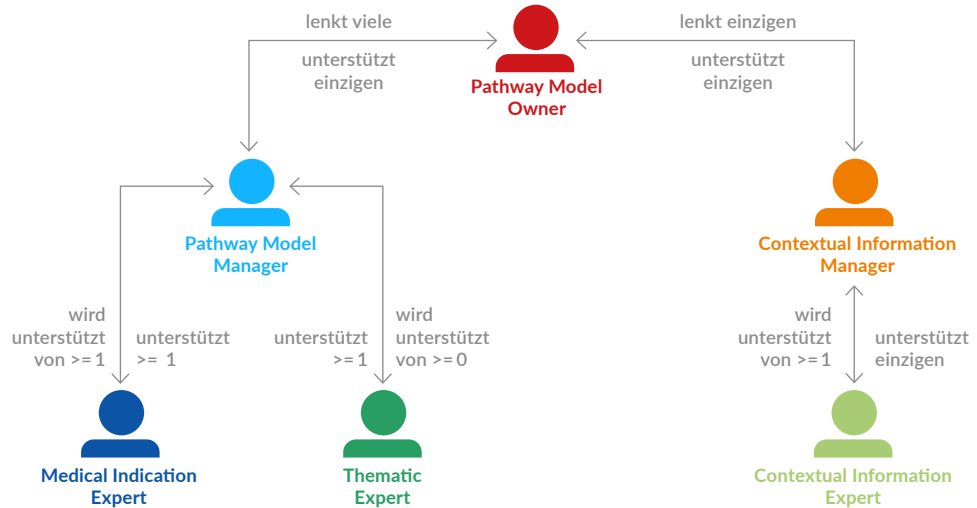 lenkt viele
lenkt einzigen
unterstützt
einzigen
unterstützt
einzigen
Pathway Model
Owner
Pathway Model
Manager
Contextual Information
Manager
wird
unterstützt
von >=1
unterstützt
>= 1
unterstützt
>=1
wird
unterstützt
von >=0
wird
unterstützt
von >=1
unterstützt
einzigen
Medical Indication
Expert
Thematic
Expert
Contextual Information
Expert